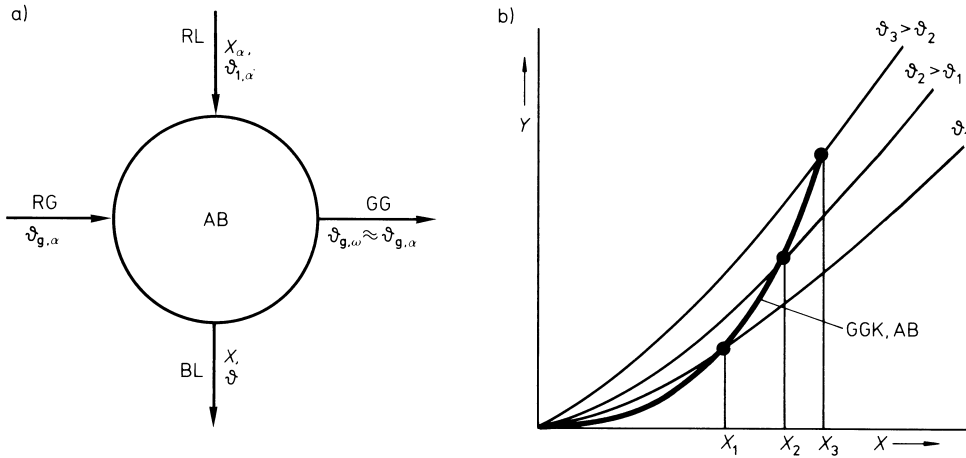 a)
RL
X_α,
ϑ_1,α
RG
ϑ_g,α
AB
GG
ϑ_g,ω ≈ ϑ_g,α
BL
X,
ϑ
b)
Y
ϑ_3 > ϑ_2
ϑ_2 > ϑ_1
GGK, AB
X_1
X_2
X_3
X